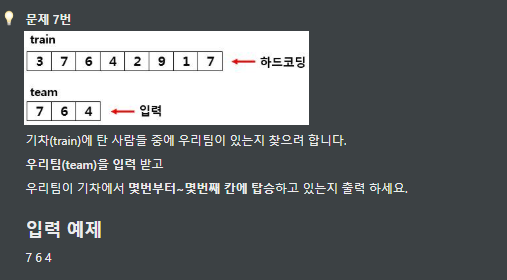 문제 7번
train
3 7 6 4 2 9 1 7
하드코딩
team
7 6 4
입력
기차(train)에 탄 사람들 중에 우리팀이 있는지 찾으려 합니다.
우리팀(team)을 입력 받고
우리팀이 기차에서 몇번부터~몇번째 칸에 탑승하고 있는지 출력 하세요.
입력 예제
7 6 4